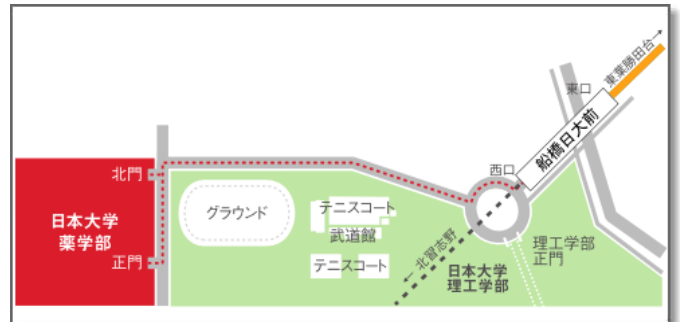 東葉勝田台→
東口
船橋日大前
西口
北門
グラウンド
テニスコート
日本大学
薬学部
武道館
正門
テニスコート
←北習志野
理工学部
正門
日本大学
理工学部